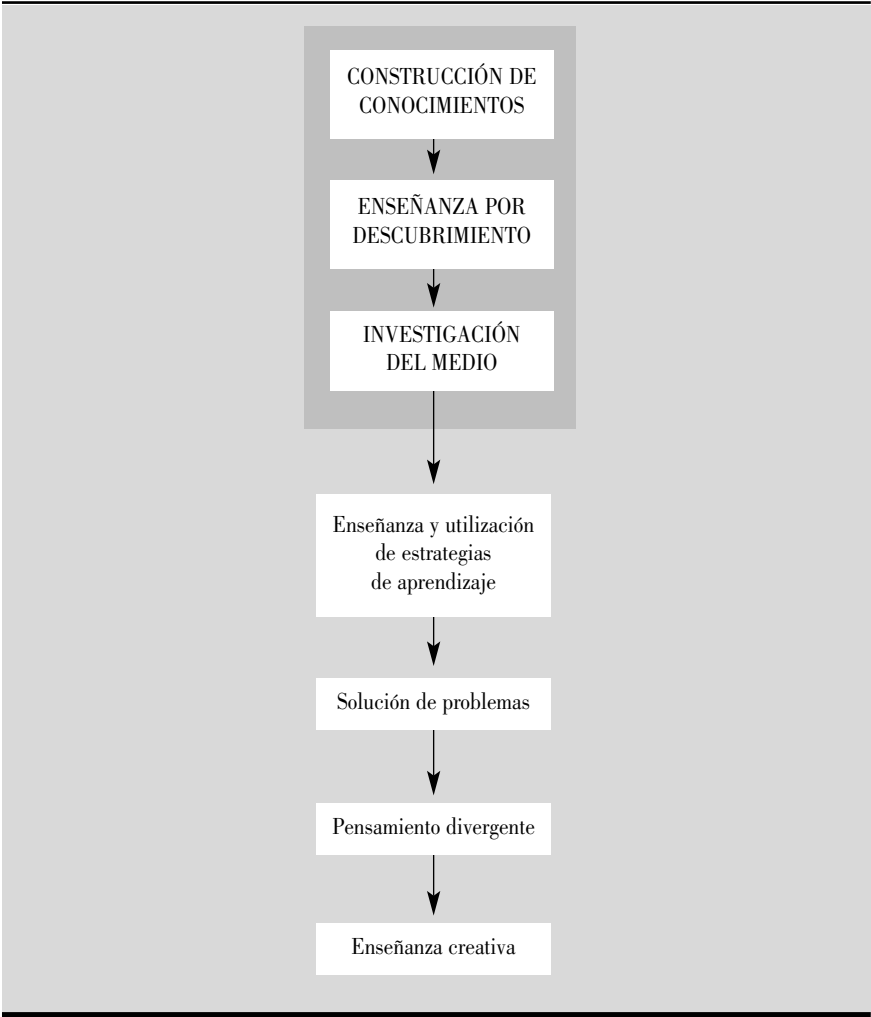 CONSTRUCCIÓN DE
CONOCIMIENTOS
ENSEÑANZA POR
DESCUBRIMIENTO
INVESTIGACIÓN
DEL MEDIO
Enseñanza y utilización
de estrategias
de aprendizaje
Solución de problemas
Pensamiento divergente
Enseñanza creativa